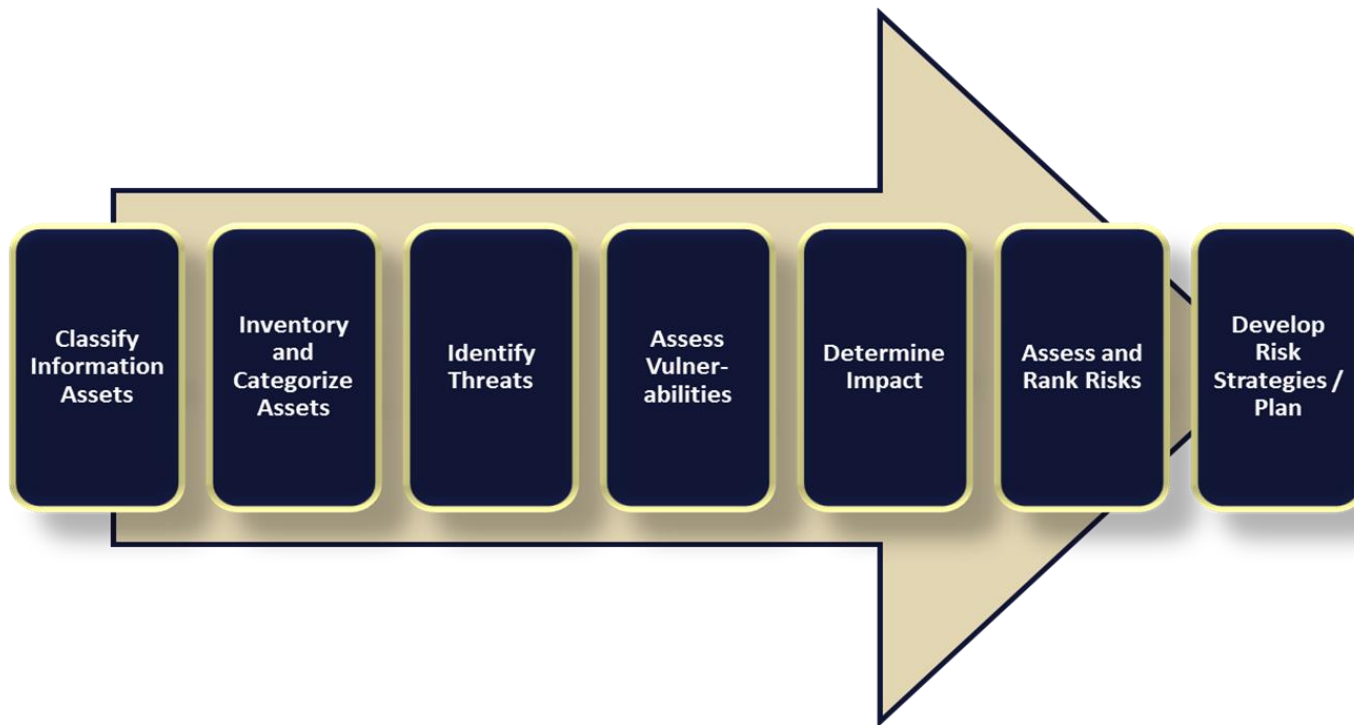 Classify
Information
Assets
Inventory
and
Categorize
Assets
Identify
Threats
Assess
Vulner-
abilities
Determine
Impact
Assess and
Rank Risks
Develop
Risk
Strategies /
Plan